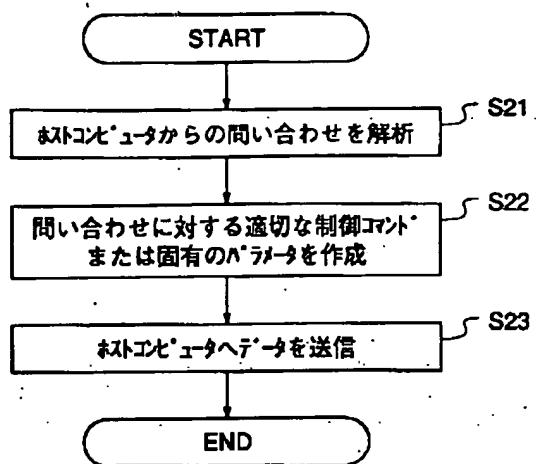 START
ﾎｽﾄｺﾝﾋﾟｭｰﾀからの問い合わせを解析
S21
問い合わせに対する適切な制御ｺﾏﾝﾄﾞ
または固有のﾊﾟﾗﾒｰﾀを作成
S22
ﾎｽﾄｺﾝﾋﾟｭｰﾀへﾃﾞｰﾀを送信
S23
END